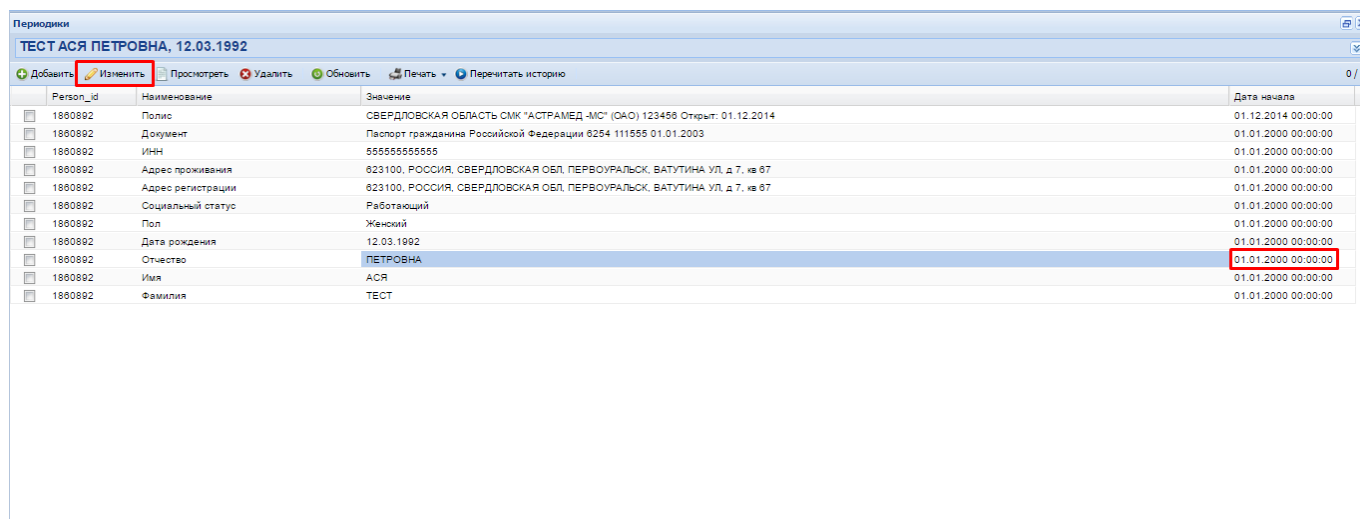 Периодики
ТЕСТ АСЯ ПЕТРОВНА, 12.03.1992
Добавить Изменить Просмотреть Удалить Обновить Печать Перечитать историю 0 /
Person_id Наименование Значение Дата начала
1860892 Полис СВЕРДЛОВСКАЯ ОБЛАСТЬ СМК "АСТРАМЕД -МС" (ОАО) 123456 Открыт: 01.12.2014 01.12.2014 00:00:00
1860892 Документ Паспорт гражданина Российской Федерации 6254 111555 01.01.2003 01.01.2000 00:00:00
1860892 ИНН 555555555555 01.01.2000 00:00:00
1860892 Адрес проживания 623100, РОССИЯ, СВЕРДЛОВСКАЯ ОБЛ, ПЕРВОУРАЛЬСК, ВАТУТИНА УЛ, д 7, кв 67 01.01.2000 00:00:00
1860892 Адрес регистрации 623100, РОССИЯ, СВЕРДЛОВСКАЯ ОБЛ, ПЕРВОУРАЛЬСК, ВАТУТИНА УЛ, д 7, кв 67 01.01.2000 00:00:00
1860892 Социальный статус Работающий 01.01.2000 00:00:00
1860892 Пол Женский 01.01.2000 00:00:00
1860892 Дата рождения 12.03.1992 01.01.2000 00:00:00
1860892 Отчество ПЕТРОВНА 01.01.2000 00:00:00
1860892 Имя АСЯ 01.01.2000 00:00:00
1860892 Фамилия ТЕСТ 01.01.2000 00:00:00